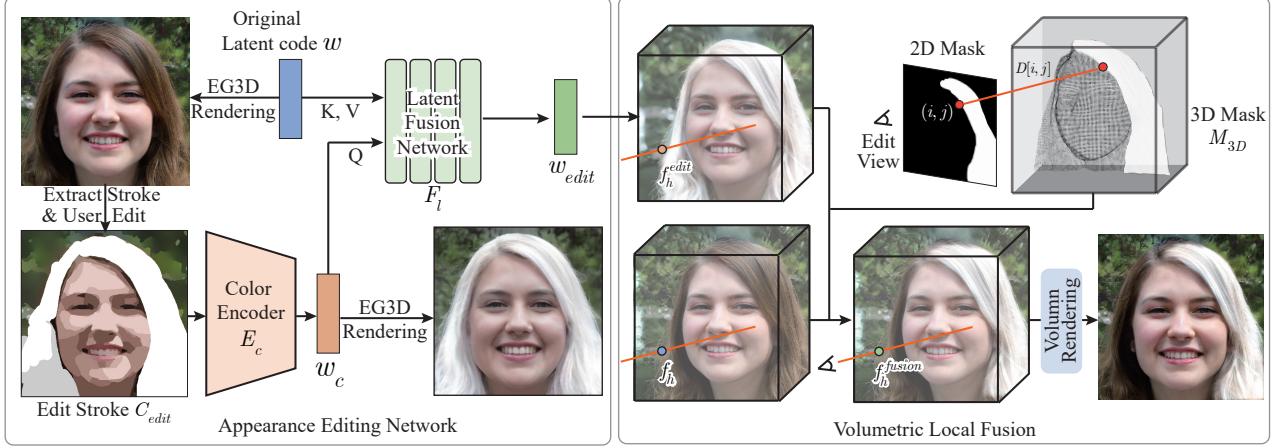 Original
Latent code w
EG3D
Rendering
K, V
Q
Latent
Fusion
Network
F_l
w_edit
Extract Stroke
& User Edit
Color
Encoder
E_c
w_c
EG3D
Rendering
Edit Stroke C_edit
Appearance Editing Network
f_h^edit
2D Mask
(i, j)
D[i, j]
Edit
View
3D Mask
M_3D
f_h
f_h^fusion
Volumn
Rendering
Volumetric Local Fusion